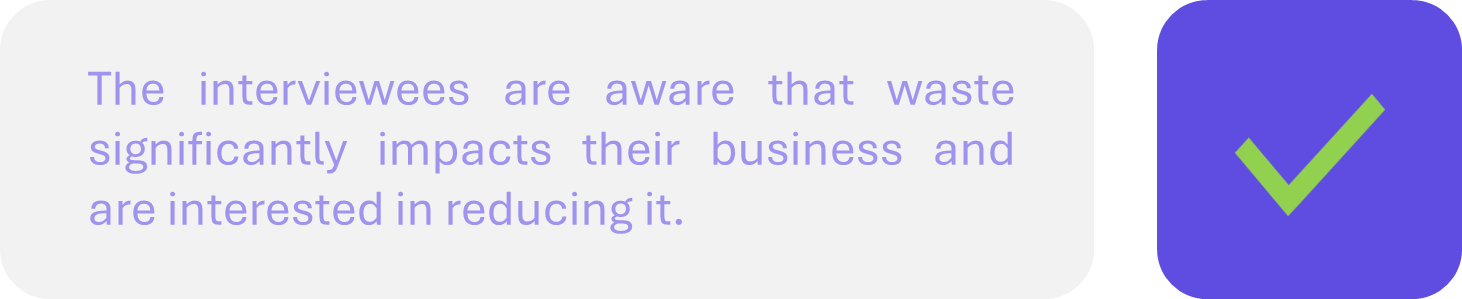 The interviewees are aware that waste
significantly impacts their business and
are interested in reducing it.